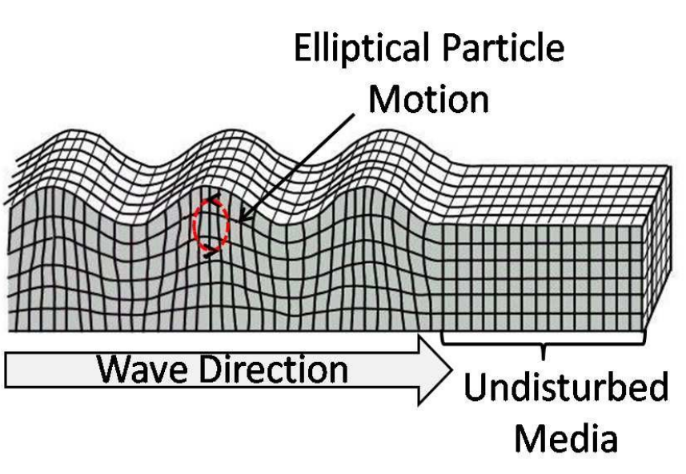 Elliptical Particle
Motion
Wave Direction
Undisturbed
Media